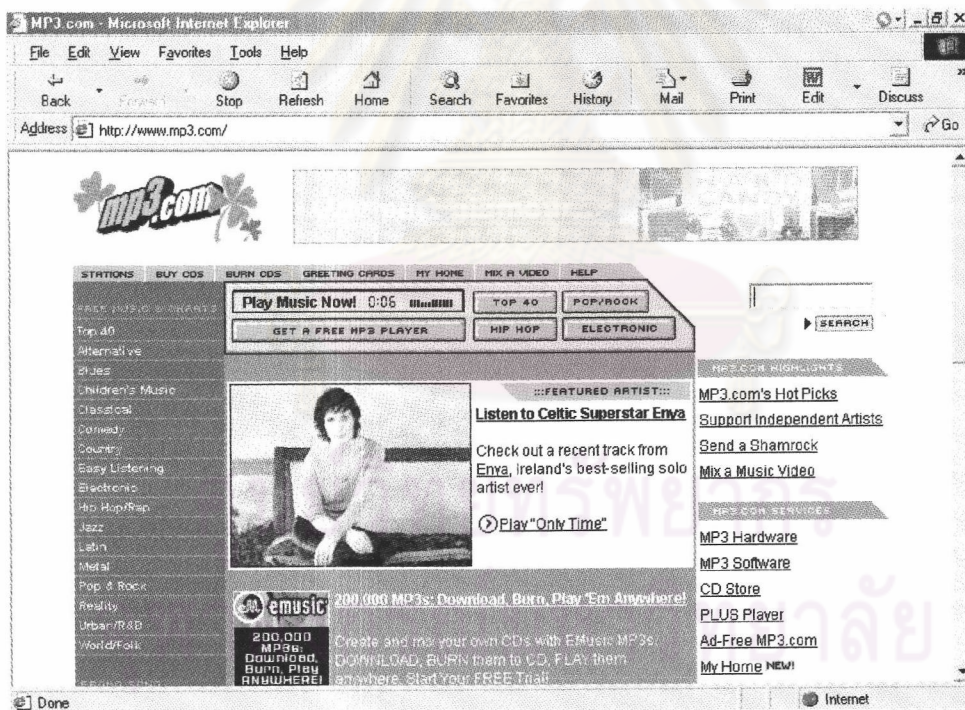 MP3.com - Microsoft Internet Explorer
File Edit View Favorites Tools Help
Back Forward Stop Refresh Home Search Favorites History Mail Print Edit Discuss »
Address http://www.mp3.com/ Go
mp3.com
STATIONS BUY CDS BURN CDS GREETING CARDS MY HOME MIX A VIDEO HELP
FREE MUSIC & CHARTS
Top 40
Alternative
Blues
Children's Music
Classical
Comedy
Country
Easy Listening
Electronic
Hip Hop/Rap
Jazz
Latin
Metal
Pop & Rock
Reality
Urban/R&B
World/Folk
Play Music Now! 0:06
TOP 40 POP/ROCK
GET A FREE MP3 PLAYER HIP HOP ELECTRONIC
:::FEATURED ARTIST:::
Listen to Celtic Superstar Enya
Check out a recent track from
Enya, Ireland's best-selling solo
artist ever!
Play "Only Time"
emusic
200,000
MP3s:
Download,
Burn, Play
ANYWHERE!
200,000 MP3s: Download, Burn, Play 'Em Anywhere!
Create and mix your own CDs with EMusic MP3s.
DOWNLOAD, BURN them to CD, PLAY them
anywhere. Start Your FREE Trial!
SEARCH
MP3.COM HIGHLIGHTS
MP3.com's Hot Picks
Support Independent Artists
Send a Shamrock
Mix a Music Video
MP3.COM SERVICES
MP3 Hardware
MP3 Software
CD Store
PLUS Player
Ad-Free MP3.com
My Home NEW!
Done Internet